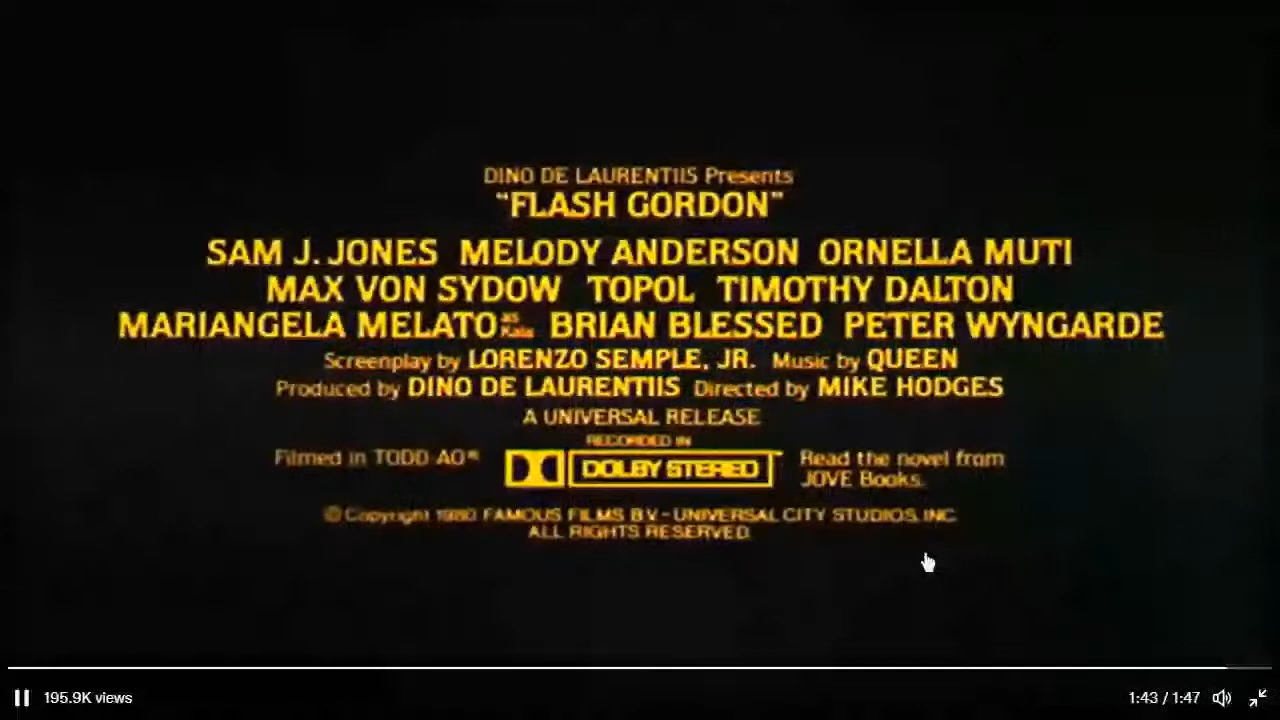 DINO DE LAURENTIIS Presents
"FLASH GORDON"
SAM J. JONES MELODY ANDERSON ORNELLA MUTI
MAX VON SYDOW TOPOL TIMOTHY DALTON
MARIANGELA MELATO as Kala BRIAN BLESSED PETER WYNGARDE
Screenplay by LORENZO SEMPLE, JR. Music by QUEEN
Produced by DINO DE LAURENTIIS Directed by MIKE HODGES
A UNIVERSAL RELEASE
RECORDED IN
Filmed in TODD AO® DOLBY STEREO Read the novel from
JOVE Books.
© Copyright 1980 FAMOUS FILMS B.V.-UNIVERSAL CITY STUDIOS, INC.
ALL RIGHTS RESERVED
195.9K views 1:43 / 1:47